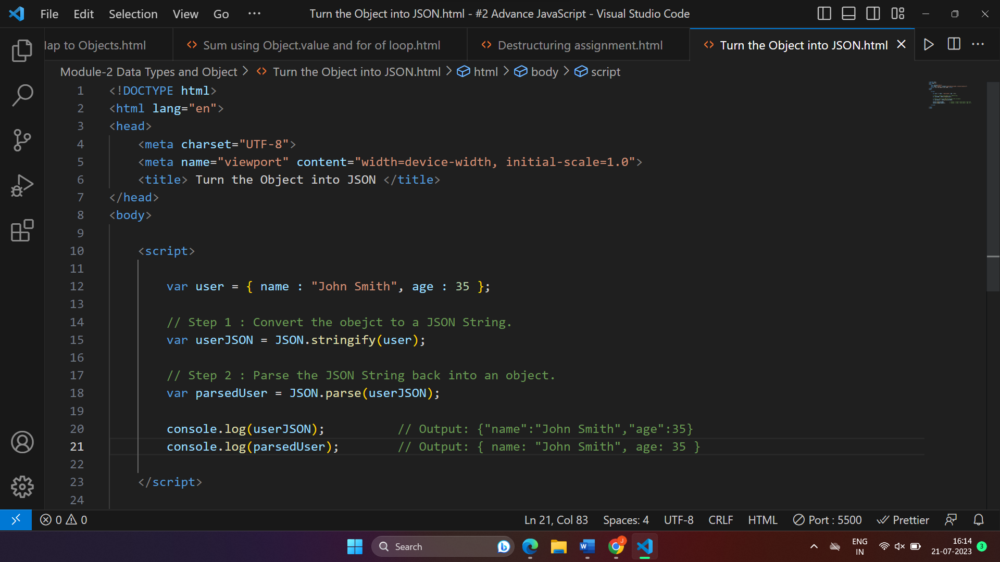 File Edit Selection View Go ··· Turn the Object into JSON.html - #2 Advance JavaScript - Visual Studio Code
to Objects.html Sum using Object.value and for of loop.html Destructuring assignment.html Turn the Object into JSON.html
Module-2 Data Types and Object > Turn the Object into JSON.html > html > body > script
1 <!DOCTYPE html>
2 <html lang="en">
3 <head>
4 <meta charset="UTF-8">
5 <meta name="viewport" content="width=device-width, initial-scale=1.0">
6 <title> Turn the Object into JSON </title>
7 </head>
8 <body>
9
10 <script>
11
12 var user = { name : "John Smith", age : 35 };
13
14 // Step 1 : Convert the obejct to a JSON String.
15 var userJSON = JSON.stringify(user);
16
17 // Step 2 : Parse the JSON String back into an object.
18 var parsedUser = JSON.parse(userJSON);
19
20 console.log(userJSON); // Output: {"name":"John Smith","age":35}
21 console.log(parsedUser); // Output: { name: "John Smith", age: 35 }
22
23 </script>
24
0 0 Ln 21, Col 83 Spaces: 4 UTF-8 CRLF HTML Port : 5500 Prettier
Search ENG IN 16:14 21-07-2023 3